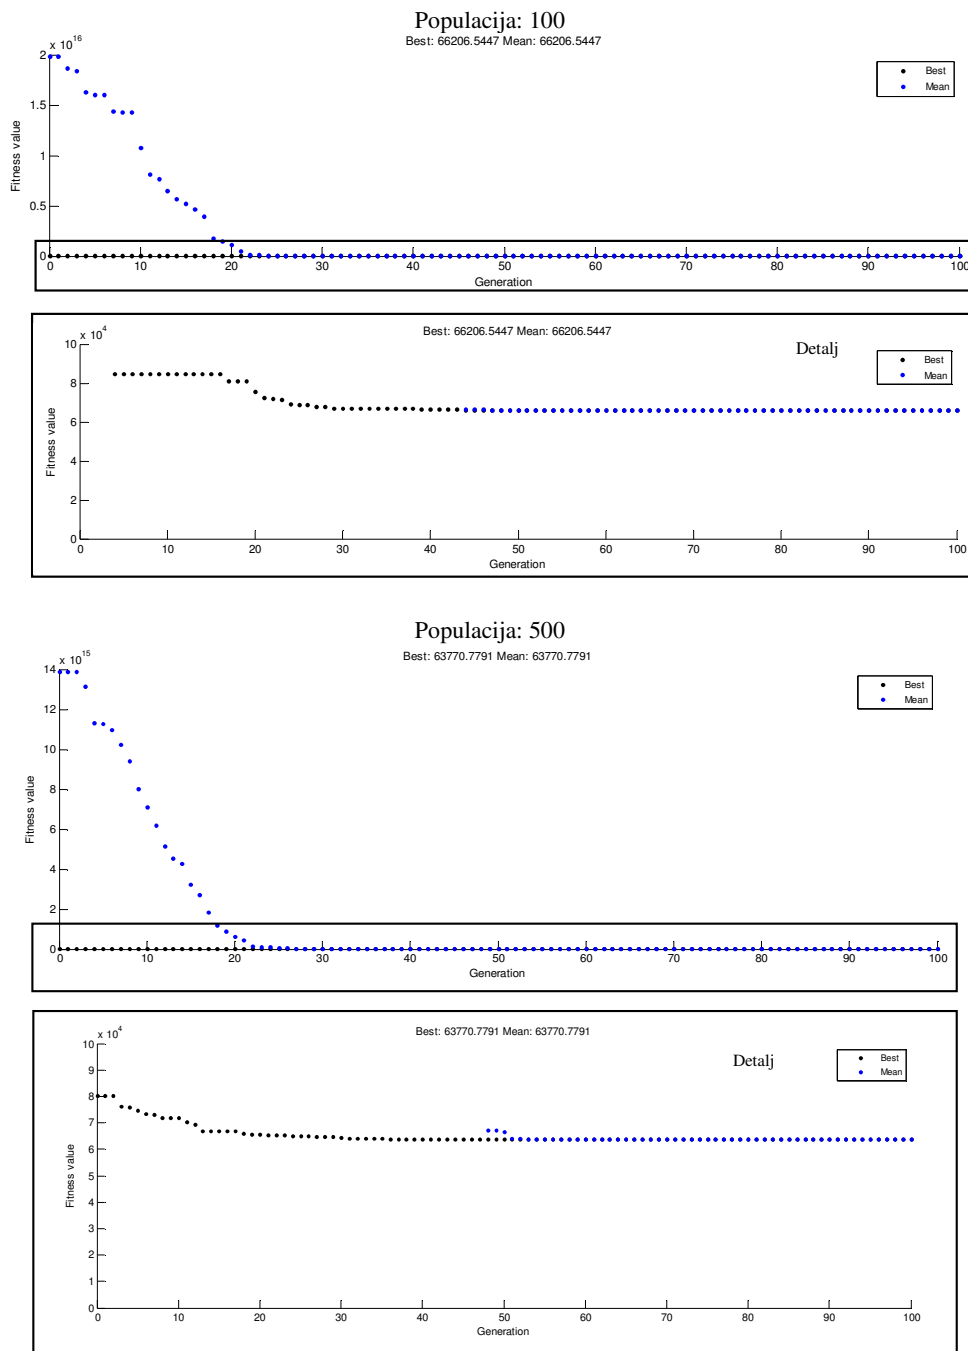 Populacija: 100
Best: 66206.5447 Mean: 66206.5447
x 10^16
2
1.5
1
0.5
0
Fitness value
Best
Mean
0 10 20 30 40 50 60 70 80 90 100
Generation
Best: 66206.5447 Mean: 66206.5447
x 10^4
Detalj
10
8
6
4
2
0
Fitness value
Best
Mean
0 10 20 30 40 50 60 70 80 90 100
Generation
Populacija: 500
Best: 63770.7791 Mean: 63770.7791
x 10^15
14
12
10
8
6
4
2
0
Fitness value
Best
Mean
0 10 20 30 40 50 60 70 80 90 100
Generation
Best: 63770.7791 Mean: 63770.7791
x 10^4
Detalj
10
9
8
7
6
5
4
3
2
1
0
Fitness value
Best
Mean
0 10 20 30 40 50 60 70 80 90 100
Generation